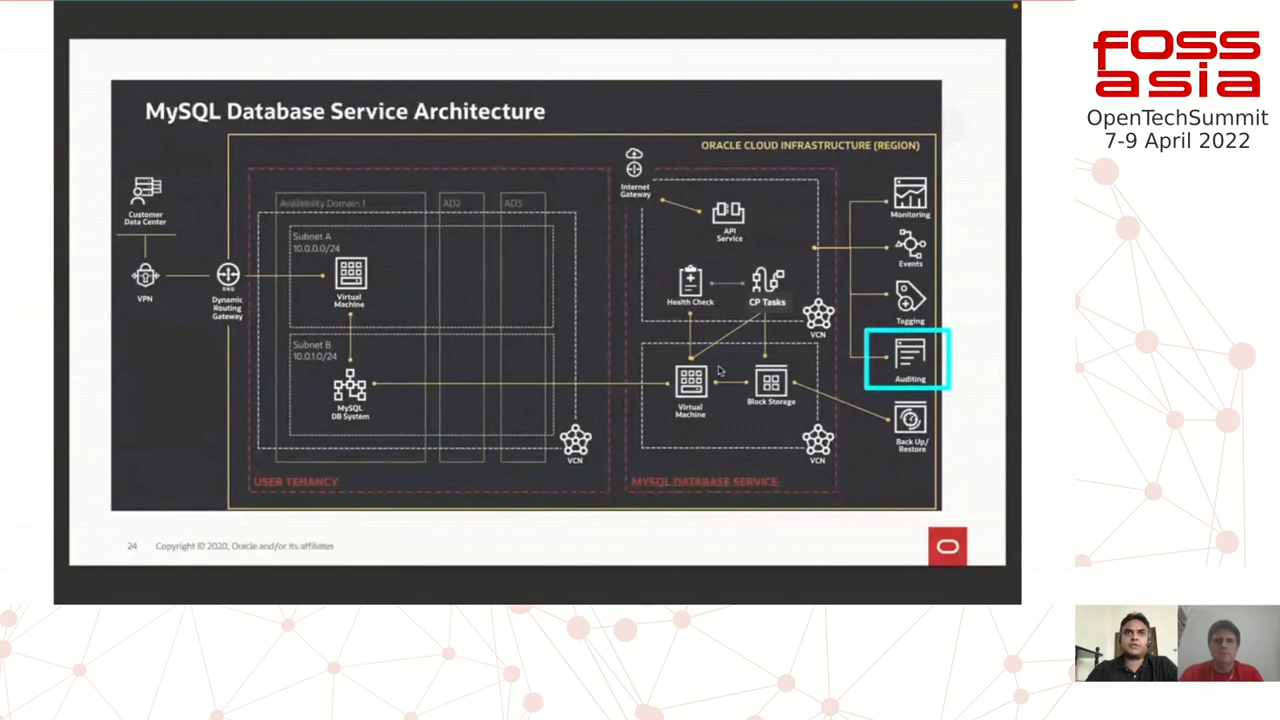 MySQL Database Service Architecture
ORACLE CLOUD INFRASTRUCTURE (REGION)
Customer
Data Center
VPN
DRG
Dynamic
Routing
Gateway
Availability Domain 1
AD2
AD3
Subnet A
10.0.0.0/24
Virtual
Machine
Subnet B
10.0.1.0/24
MySQL
DB System
VCN
USER TENANCY
Internet
Gateway
API
Service
Health Check
CP Tasks
VCN
Virtual
Machine
Block Storage
VCN
MYSQL DATABASE SERVICE
Monitoring
Events
Tagging
Auditing
Back Up/
Restore
24
Copyright © 2020, Oracle and/or its affiliates
FOSS
asia
OpenTechSummit
7-9 April 2022